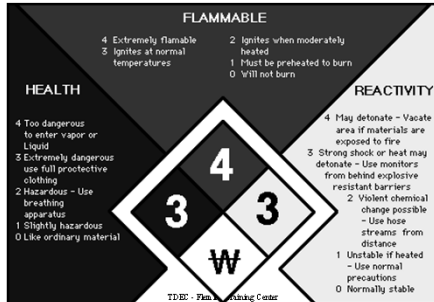 FLAMMABLE
4 Extremely flamable
3 Ignites at normal
temperatures
2 Ignites when moderately
heated
1 Must be preheated to burn
0 Will not burn
HEALTH
4 Too dangerous
to enter vapor or
Liquid
3 Extremely dangerous
use full proctective
clothing
2 Hazardous - Use
breathing
apparatus
1 Slightly hazardous
0 Like ordinary material
REACTIVITY
4 May detonate - Vacate
area if materials are
exposed to fire
3 Strong shock or heat may
detonate - Use monitors
from behind explosive
resistant barriers
2 Violent chemical
change possible
- Use hose
streams from
distance
1 Unstable if heated
- Use normal
precautions
0 Normally stable
4
3
3
W
TDEC - Training Center